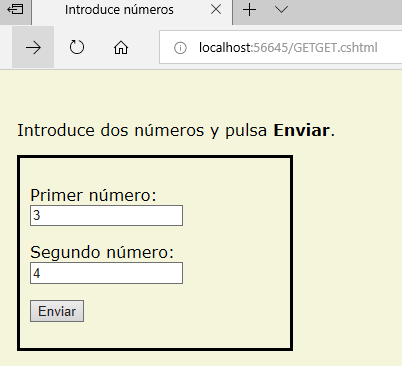 Introduce números
localhost:56645/GETGET.cshtml
Introduce dos números y pulsa Enviar.
Primer número:
3
Segundo número:
4
Enviar